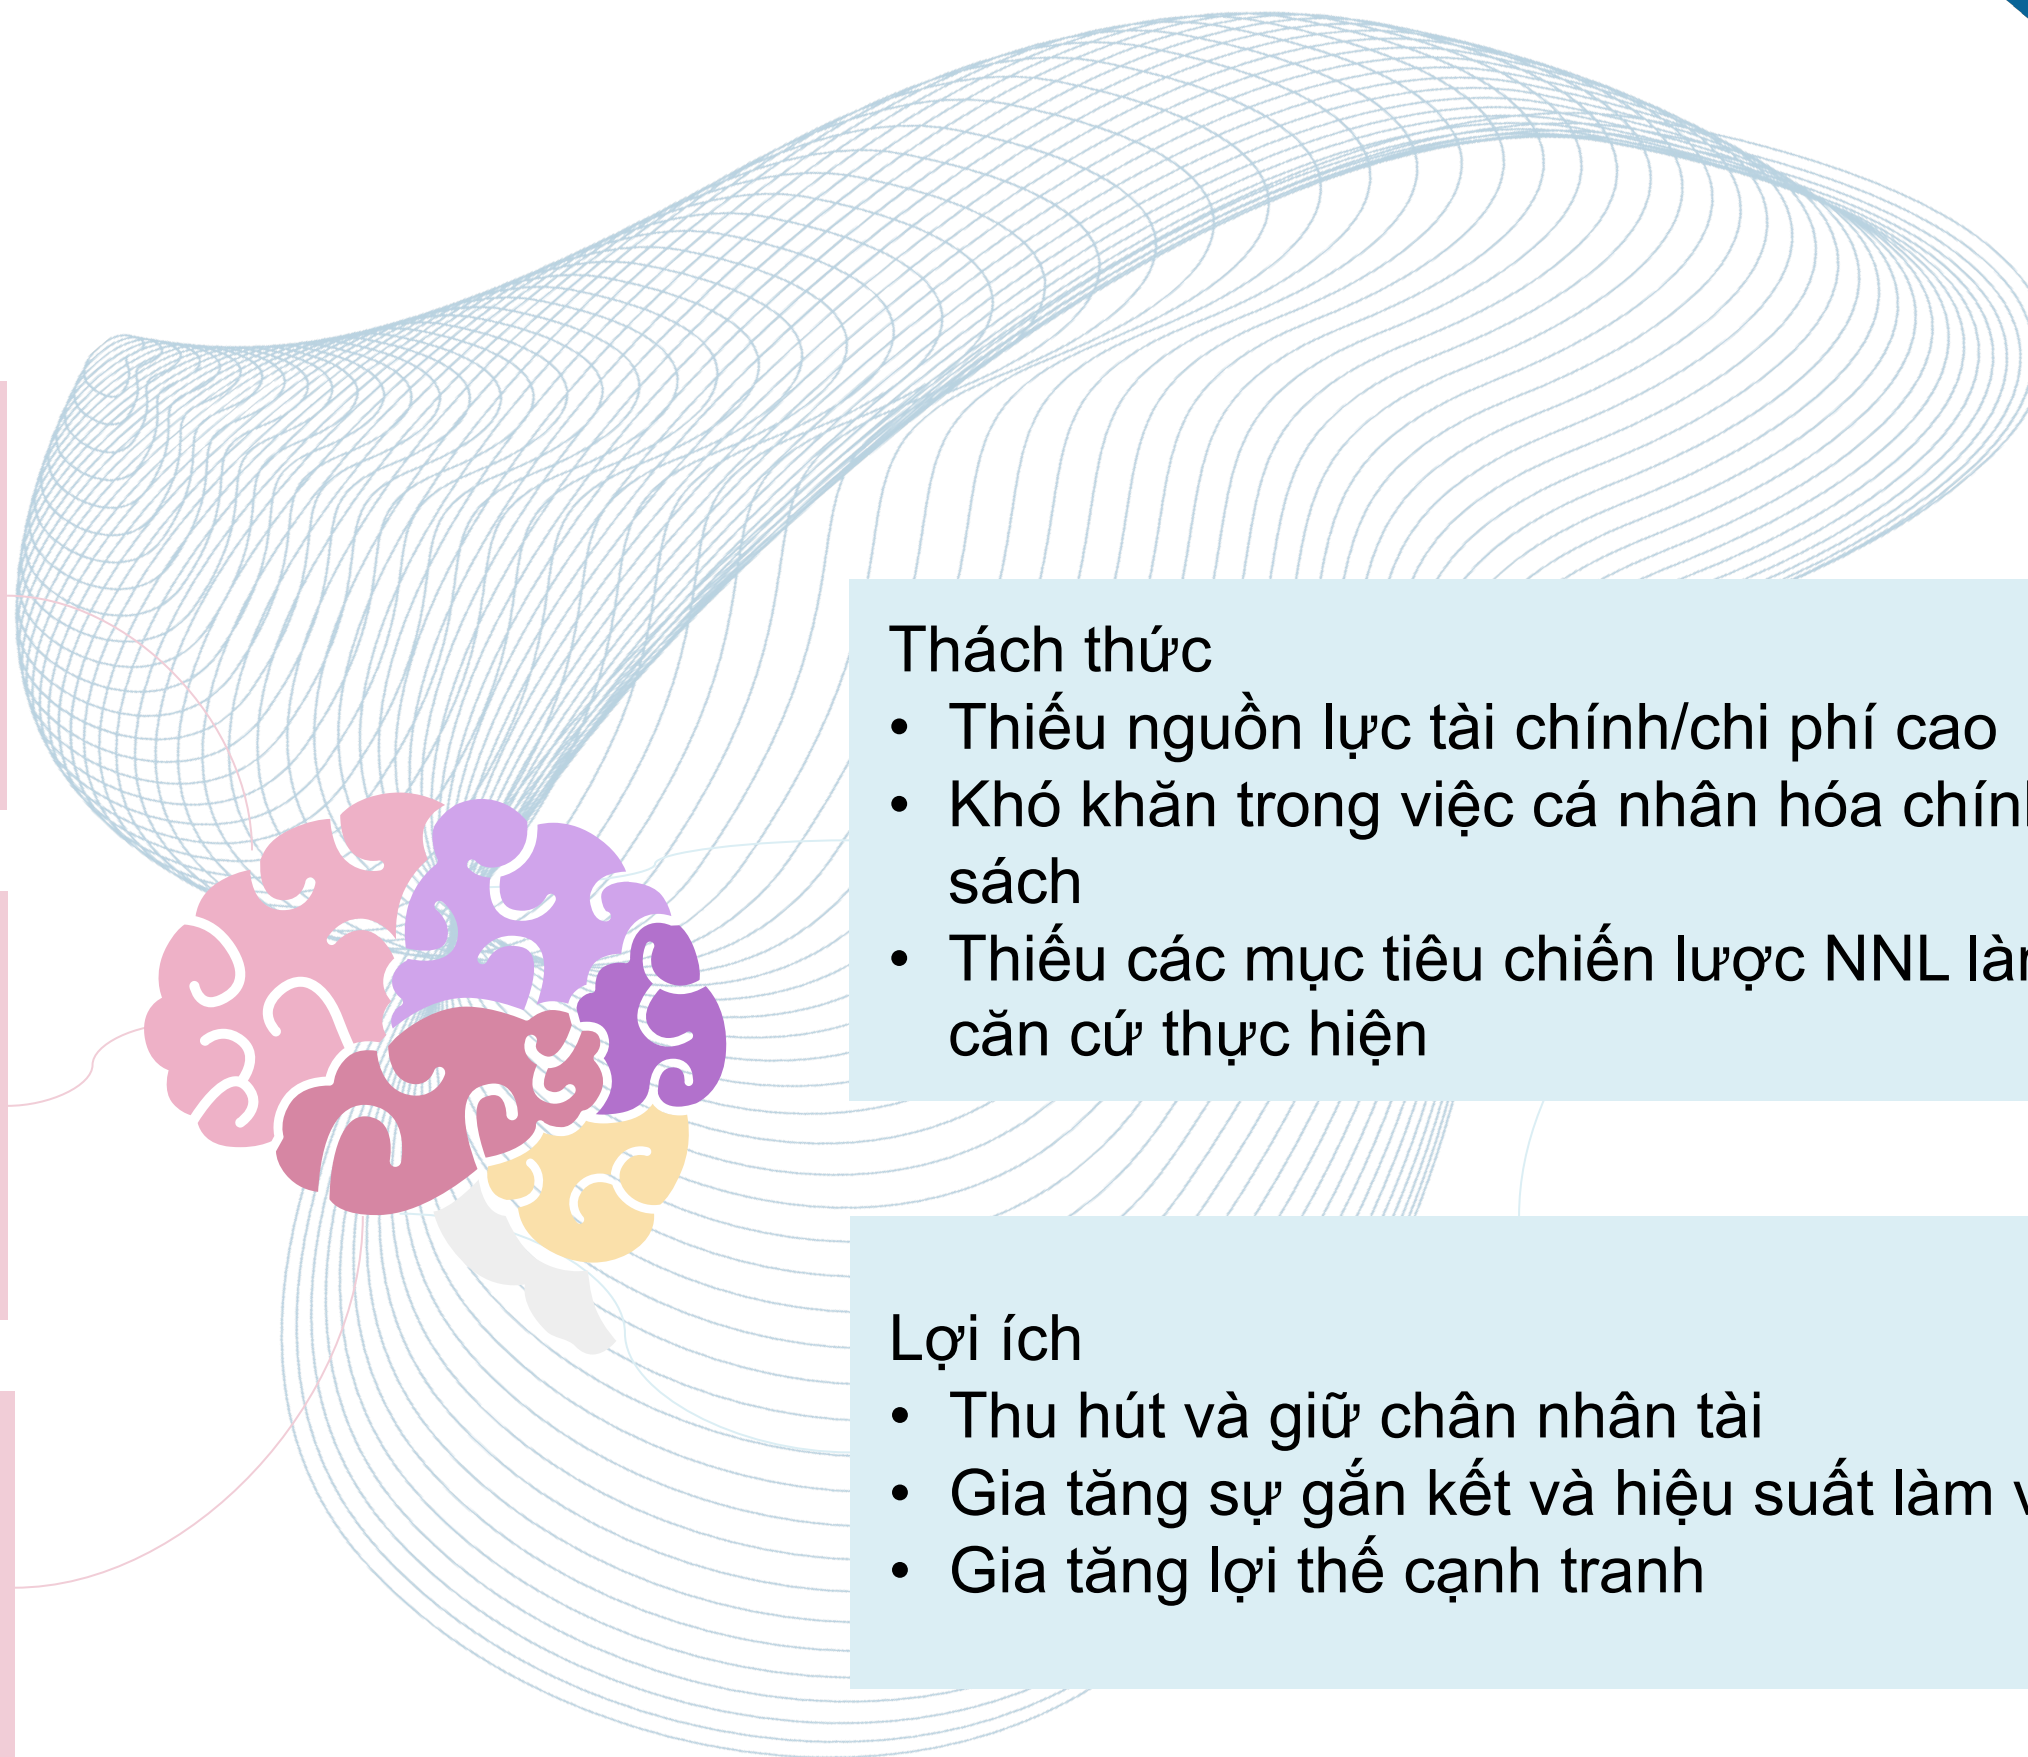 Thách thức
• Thiếu nguồn lực tài chính/chi phí cao
• Khó khăn trong việc cá nhân hóa
sách
• Thiếu các mục tiêu chiến lược NNL
căn cứ thực hiện
Lợi ích
• Thu hút và giữ chân nhân tài
• Gia tăng sự gắn kết và hiệu suất làm
• Gia tăng lợi thế cạnh tranh